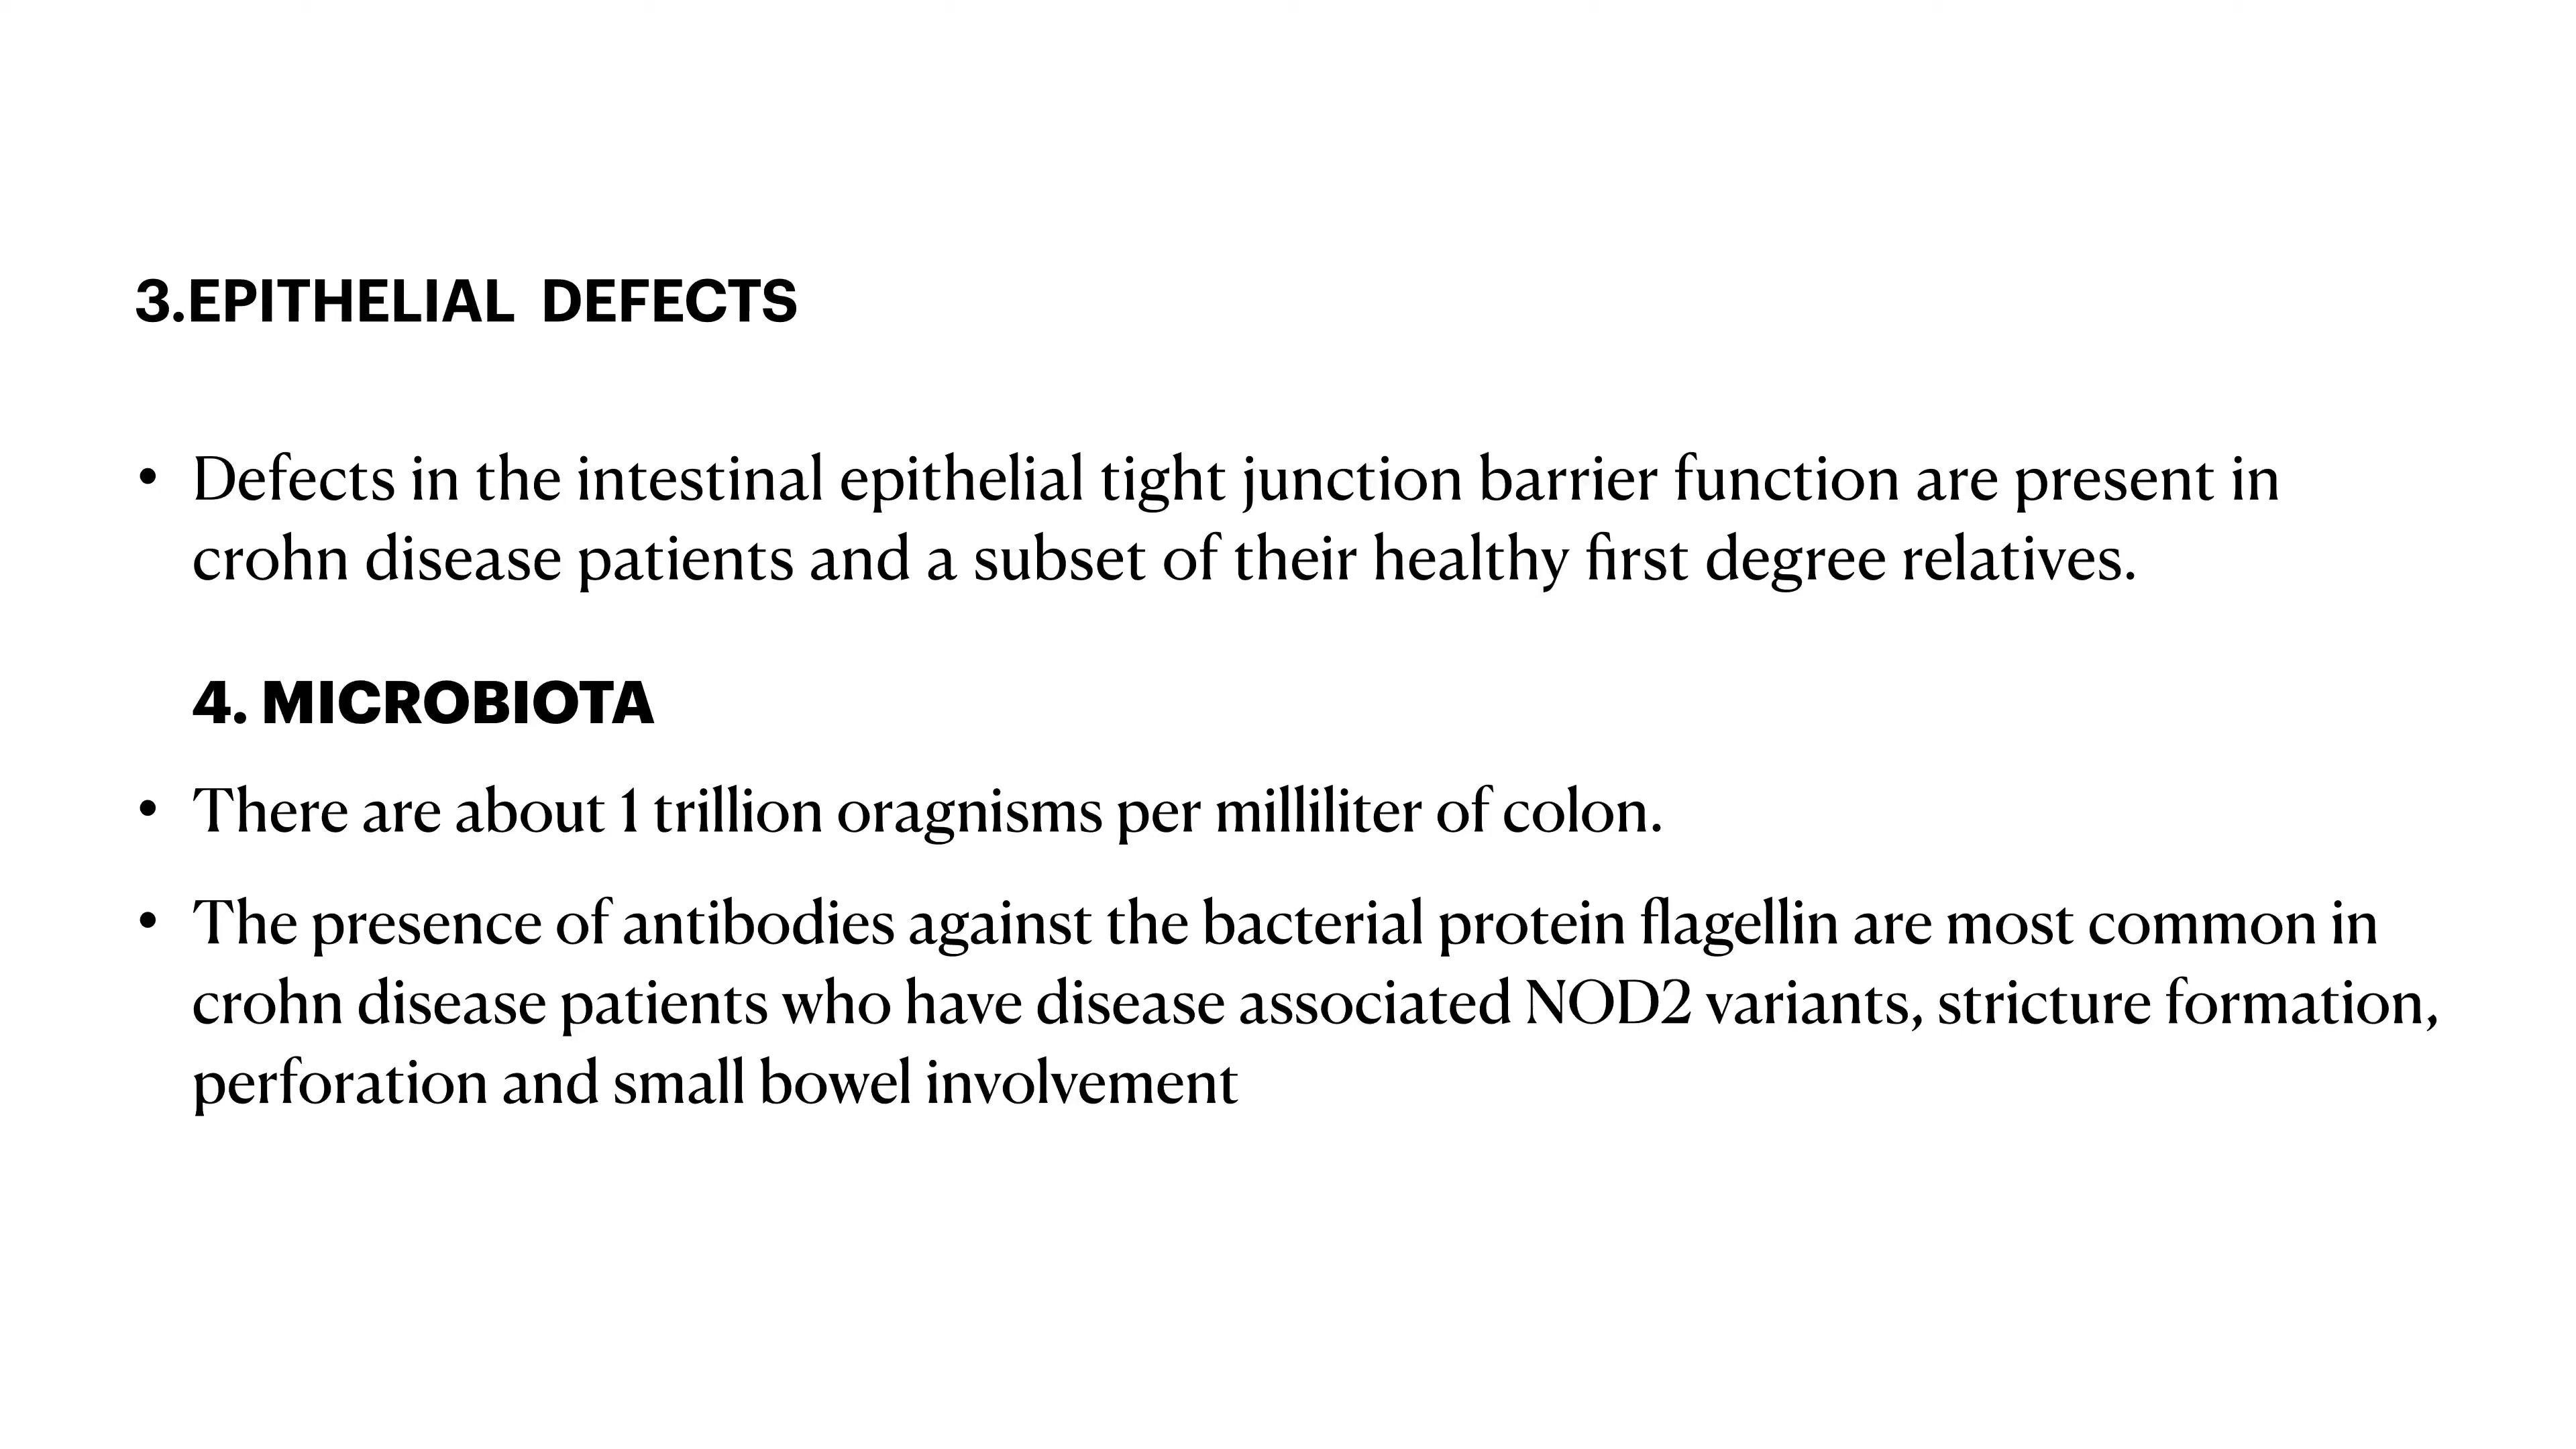 3.EPITHELIAL DEFECTS
• Defects in the intestinal epithelial tight junction barrier function are present in
crohn disease patients and a subset of their healthy first degree relatives.
4. MICROBIOTA
• There are about 1 trillion oragnisms per milliliter of colon.
• The presence of antibodies against the bacterial protein flagellin are most common in
crohn disease patients who have disease associated NOD2 variants, stricture formation,
perforation and small bowel involvement